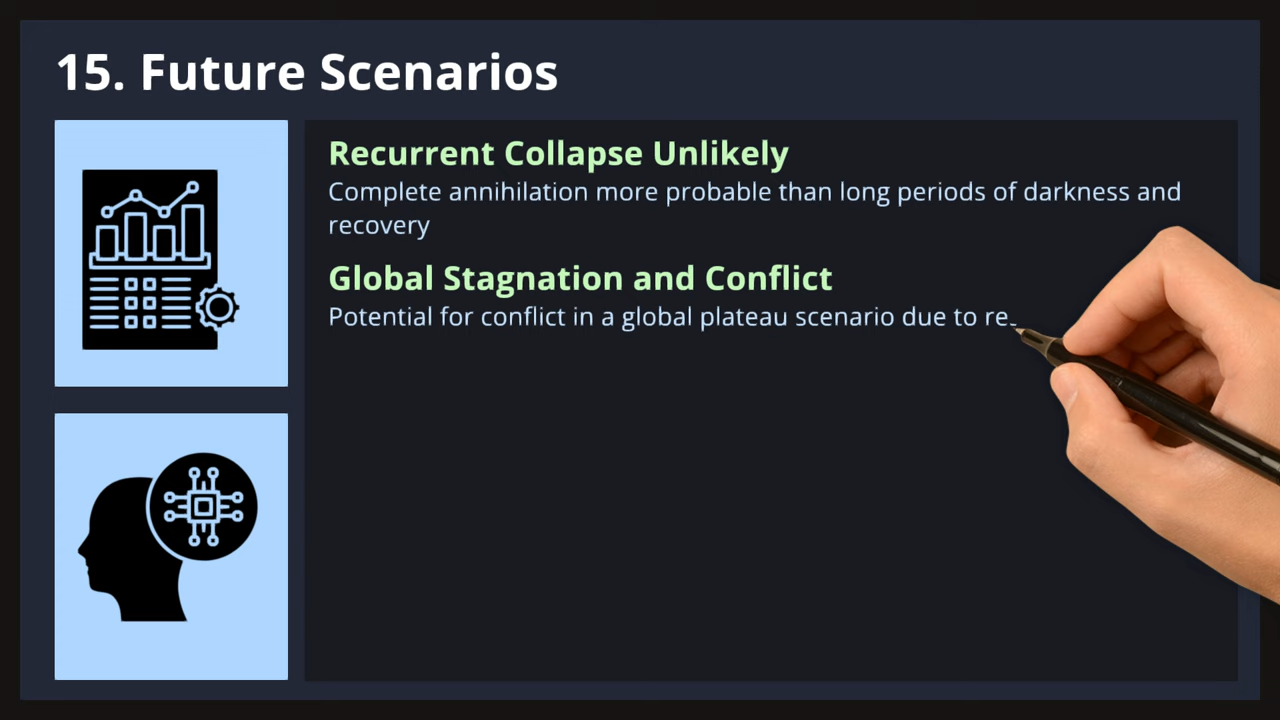 15. Future Scenarios
Recurrent Collapse Unlikely
Complete annihilation more probable than long periods of darkness and
recovery
Global Stagnation and Conflict
Potential for conflict in a global plateau scenario due to re